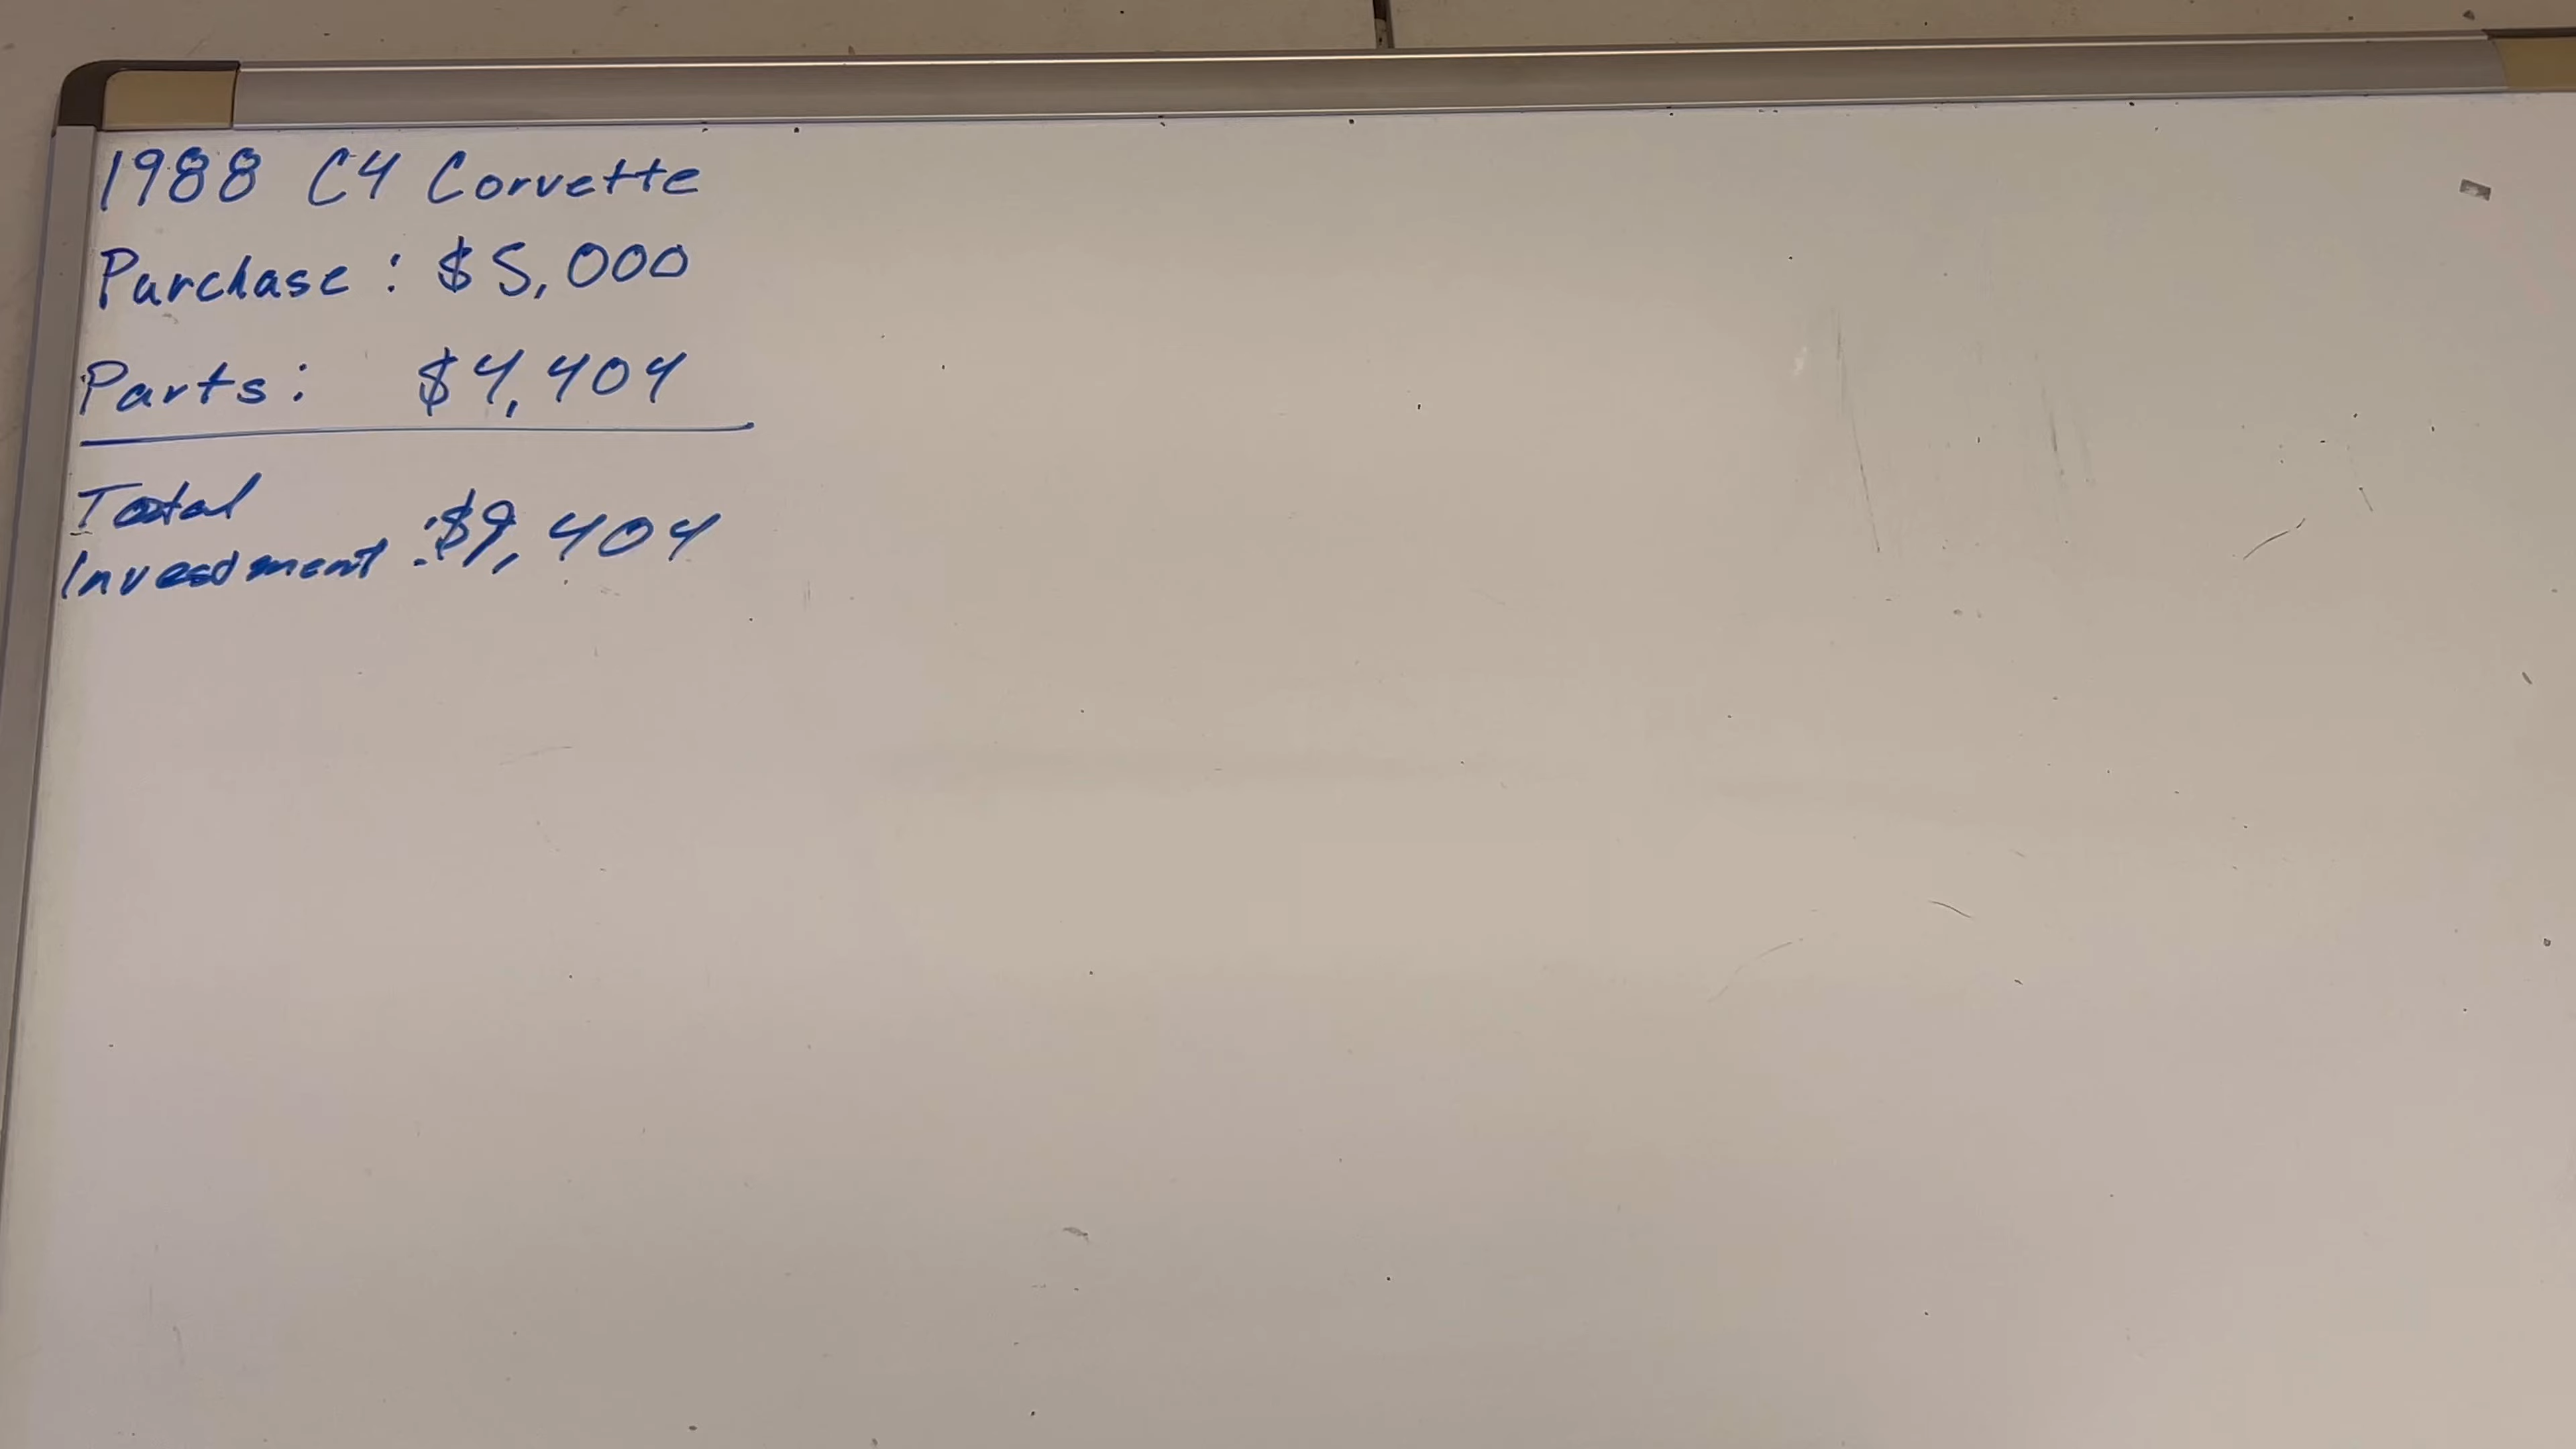 1988 C4 Corvette
Purchase: $5,000
Parts: $4,404
Total
Investment: $9,404